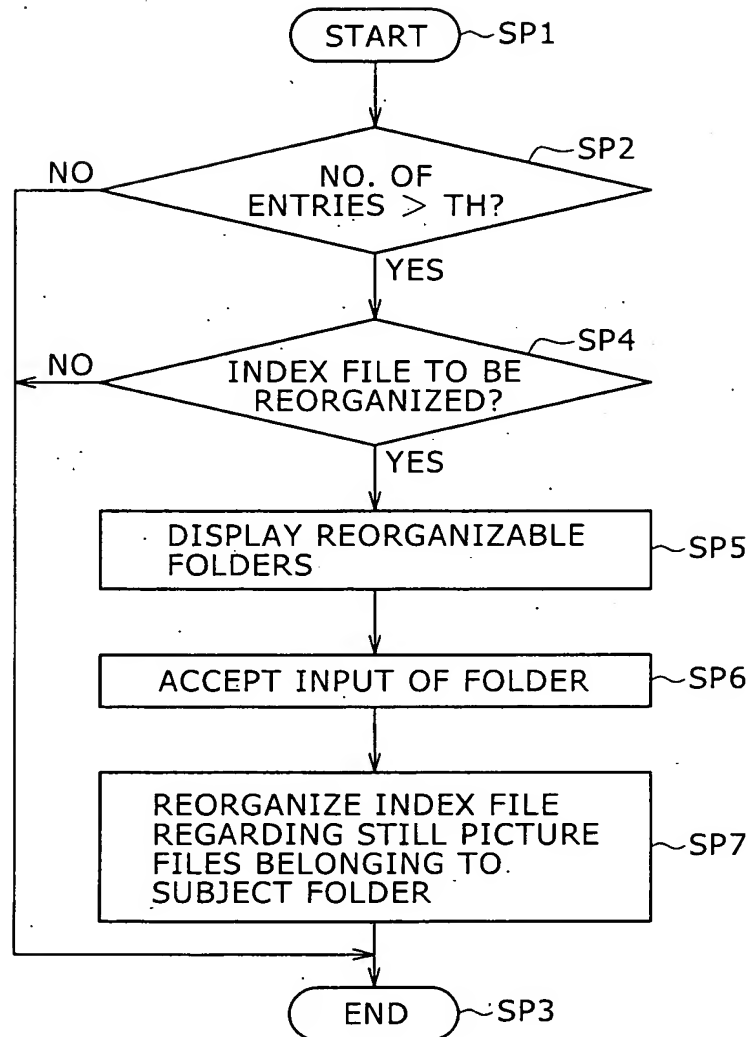 START
SP1
SP2
NO
NO. OF
ENTRIES > TH?
YES
SP4
NO
INDEX FILE TO BE
REORGANIZED?
YES
DISPLAY REORGANIZABLE
FOLDERS
SP5
ACCEPT INPUT OF FOLDER
SP6
REORGANIZE INDEX FILE
REGARDING STILL PICTURE
FILES BELONGING TO
SUBJECT FOLDER
SP7
END
SP3